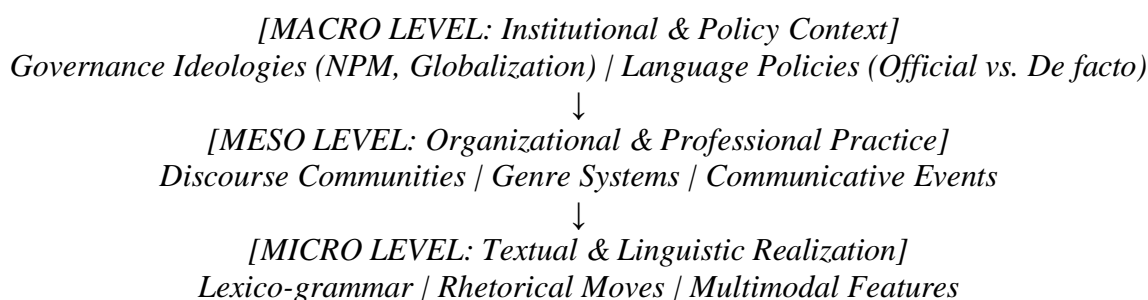 [MACRO LEVEL: Institutional & Policy Context]
Governance Ideologies (NPM, Globalization) | Language Policies (Official vs. De facto)
↓
[MESO LEVEL: Organizational & Professional Practice]
Discourse Communities | Genre Systems | Communicative Events
↓
[MICRO LEVEL: Textual & Linguistic Realization]
Lexico-grammar | Rhetorical Moves | Multimodal Features